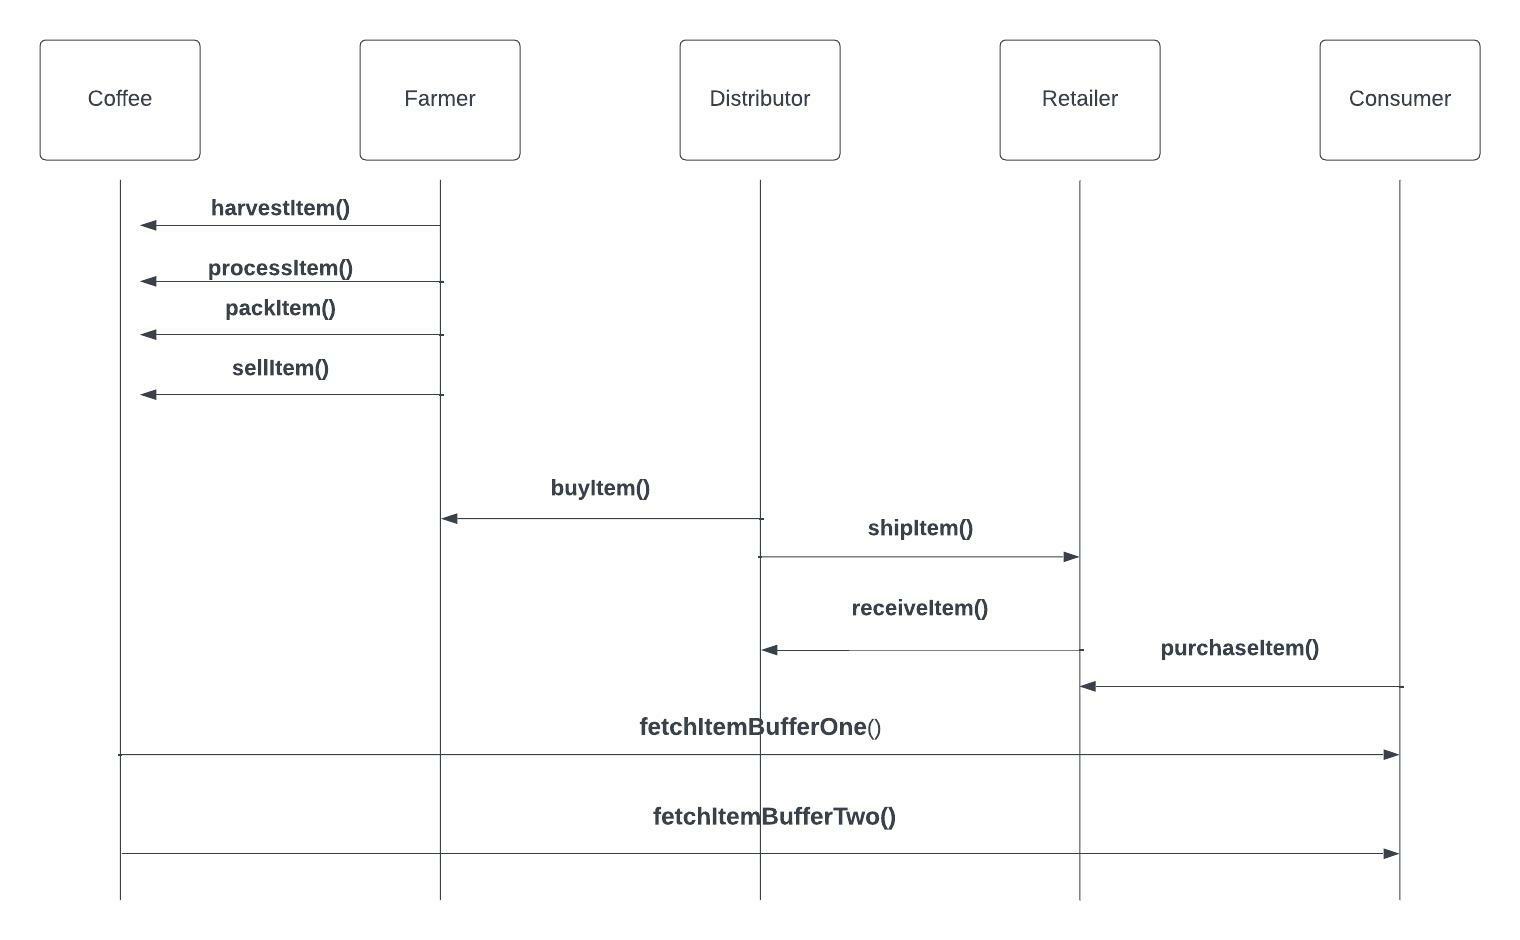 Coffee
Farmer
Distributor
Retailer
Consumer
harvestItem()
processItem()
packItem()
sellItem()
buyItem()
shipItem()
receiveItem()
purchaseItem()
fetchItemBufferOne()
fetchItemBufferTwo()